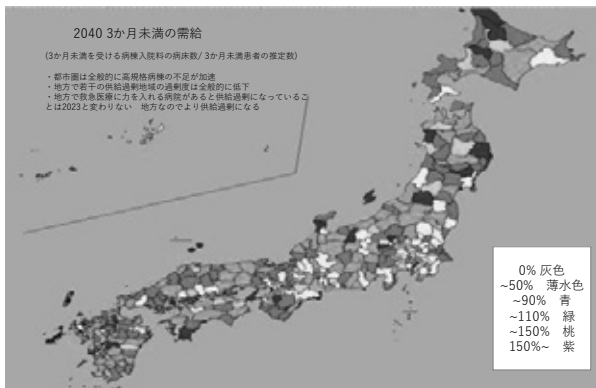 2040 3か月未満の需給
(3か月未満を受ける病棟入院料の病床数/ 3か月未満患者の推定数)
・都市圏は全般的に高規格病棟の不足が加速
・地方で若干の供給過剰地域の過剰度は全般的に低下
・地方で救急医療に力を入れる病院があると供給過剰になっているこ
とは2023と変わりない　地方なのでより供給過剰になる
0% 灰色
~50%　薄水色
~90%　青
~110%　緑
~150%　桃
150%~　紫